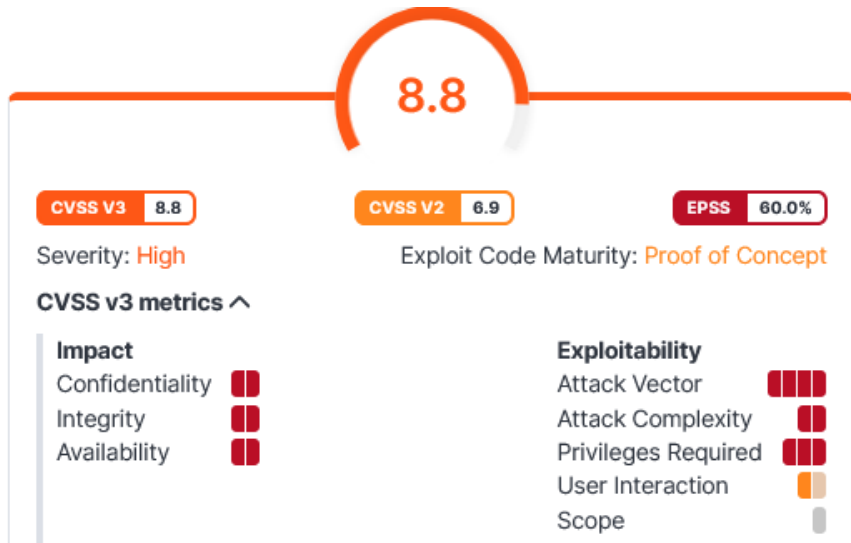 8.8
CVSS V3 8.8 CVSS V2 6.9 EPSS 60.0%
Severity: High Exploit Code Maturity: Proof of Concept
CVSS v3 metrics
Impact Exploitability
Confidentiality Attack Vector
Integrity Attack Complexity
Availability Privileges Required
User Interaction
Scope